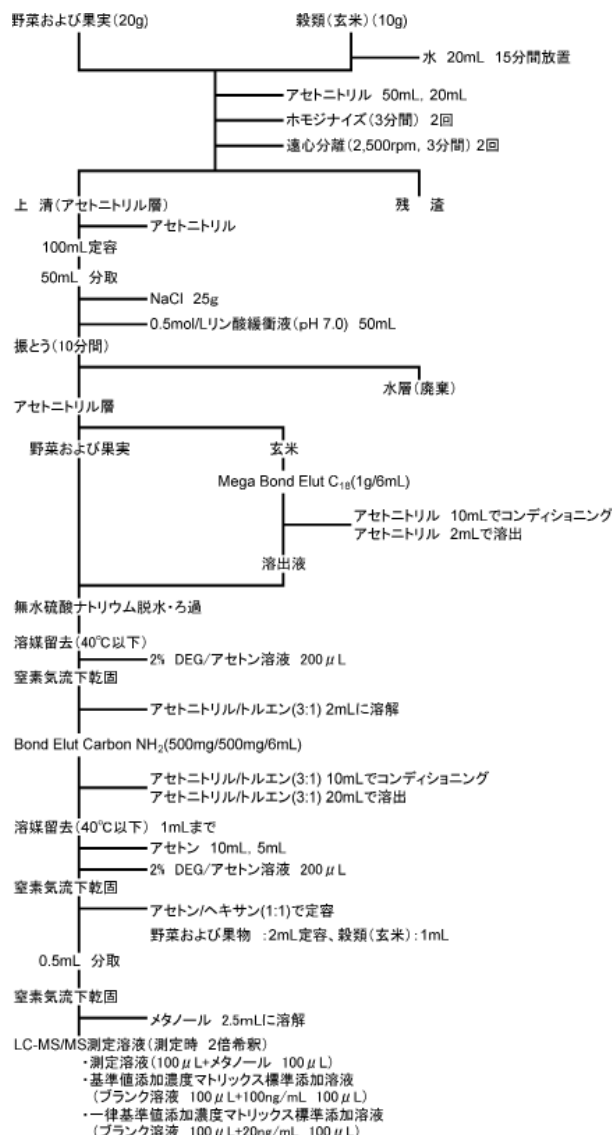 野菜および果実(20g)
穀類(玄米)(10g)
水 20mL 15分間放置
アセトニトリル 50mL, 20mL
ホモジナイズ(3分間) 2回
遠心分離(2,500rpm, 3分間) 2回
上 清(アセトニトリル層)
残 渣
アセトニトリル
100mL定容
50mL 分取
NaCl 25g
0.5mol/Lリン酸緩衝液(pH 7.0) 50mL
振とう(10分間)
水層(廃棄)
アセトニトリル層
野菜および果実
玄米
Mega Bond Elut C18(1g/6mL)
アセトニトリル 10mLでコンディショニング
アセトニトリル 2mLで溶出
溶出液
無水硫酸ナトリウム脱水・ろ過
溶媒留去(40℃以下)
2% DEG/アセトン溶液 200μL
窒素気流下乾固
アセトニトリル/トルエン(3:1) 2mLに溶解
Bond Elut Carbon NH2(500mg/500mg/6mL)
アセトニトリル/トルエン(3:1) 10mLでコンディショニング
アセトニトリル/トルエン(3:1) 20mLで溶出
溶媒留去(40℃以下) 1mLまで
アセトン 10mL, 5mL
2% DEG/アセトン溶液 200μL
窒素気流下乾固
アセトン/ヘキサン(1:1)で定容
野菜および果物 :2mL定容、穀類(玄米):1mL
0.5mL 分取
窒素気流下乾固
メタノール 2.5mLに溶解
LC-MS/MS測定溶液(測定時 2倍希釈)
・測定溶液(100μL+メタノール 100μL)
・基準値添加濃度マトリックス標準添加溶液
(ブランク溶液 100μL+100ng/mL 100μL)
・一律基準値添加濃度マトリックス標準添加溶液
(ブランク溶液 100μL+20ng/mL 100μL)